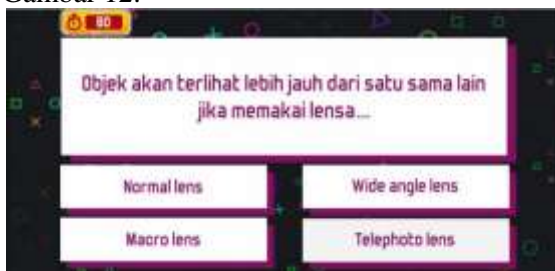 Gambar 12.
80
Objek akan terlihat lebih jauh dari satu sama lain
jika memakai lensa...
Normal lens
Wide angle lens
Macro lens
Telephoto lens